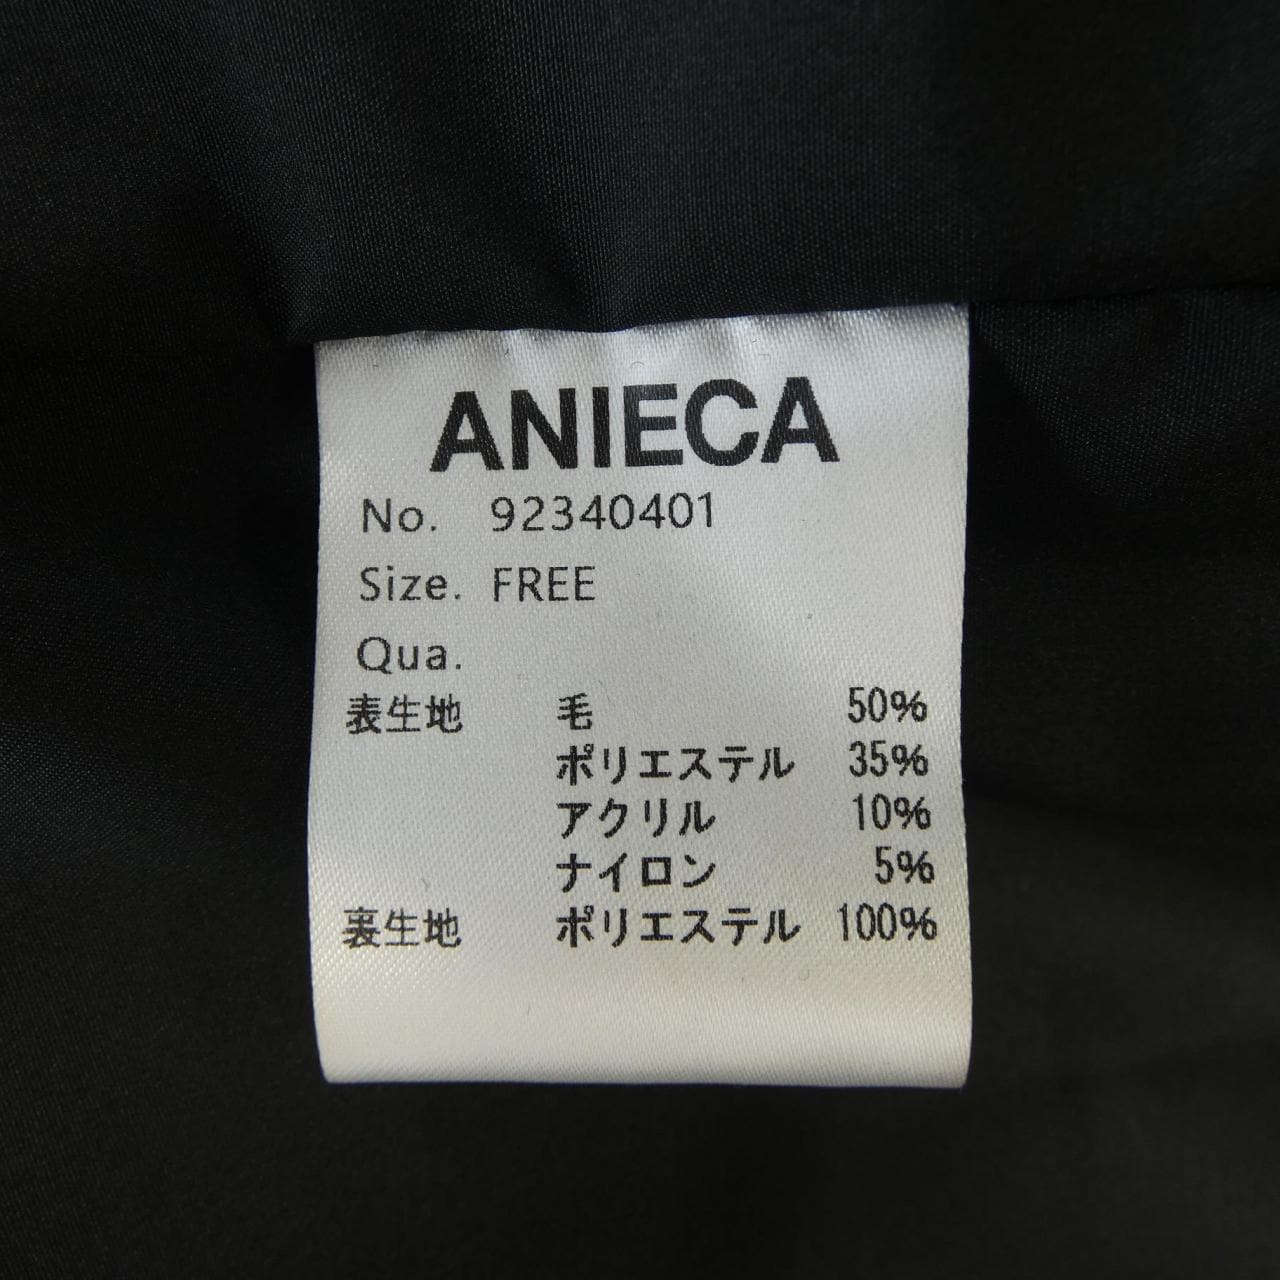 ANIECA
No. 92340401
Size. FREE
Qua.
表生地 毛 50%
ポリエステル 35%
アクリル 10%
ナイロン 5%
裏生地 ポリエステル 100%